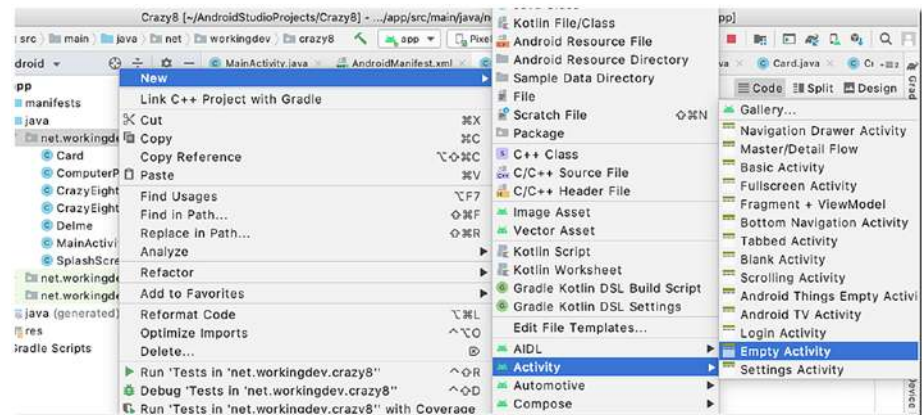 Crazy8 [~/AndroidStudioProjects/Crazy8] - .../app/src/main/java/n
src main java net workingdev crazy8 app Pixel
MainActivity.java AndroidManifest.xml Card.java
Code Split Design
manifests
java
net.workingde
Card
ComputerP
CrazyEight
CrazyEight
Delme
MainActivi
SplashScre
net.workingde
net.workingde
java (generated)
res
Gradle Scripts
New
Link C++ Project with Gradle
Cut ⌘X
Copy ⌘C
Copy Reference ⌥⇧⌘C
Paste ⌘V
Find Usages ⌥F7
Find in Path... ⇧⌘F
Replace in Path... ⇧⌘R
Analyze
Refactor
Add to Favorites
Reformat Code ⌥⌘L
Optimize Imports ^⌥O
Delete... ⌦
Run 'Tests in 'net.workingdev.crazy8'' ^⇧R
Debug 'Tests in 'net.workingdev.crazy8'' ^⇧D
Run 'Tests in 'net.workingdev.crazy8'' with Coverage
Kotlin File/Class
Android Resource File
Android Resource Directory
Sample Data Directory
File
Scratch File ⇧⌘N
Package
C++ Class
C/C++ Source File
C/C++ Header File
Image Asset
Vector Asset
Kotlin Script
Kotlin Worksheet
Gradle Kotlin DSL Build Script
Gradle Kotlin DSL Settings
Edit File Templates...
AIDL
Activity
Automotive
Compose
Gallery...
Navigation Drawer Activity
Master/Detail Flow
Basic Activity
Fullscreen Activity
Fragment + ViewModel
Bottom Navigation Activity
Tabbed Activity
Blank Activity
Scrolling Activity
Android Things Empty Activi
Android TV Activity
Login Activity
Empty Activity
Settings Activity